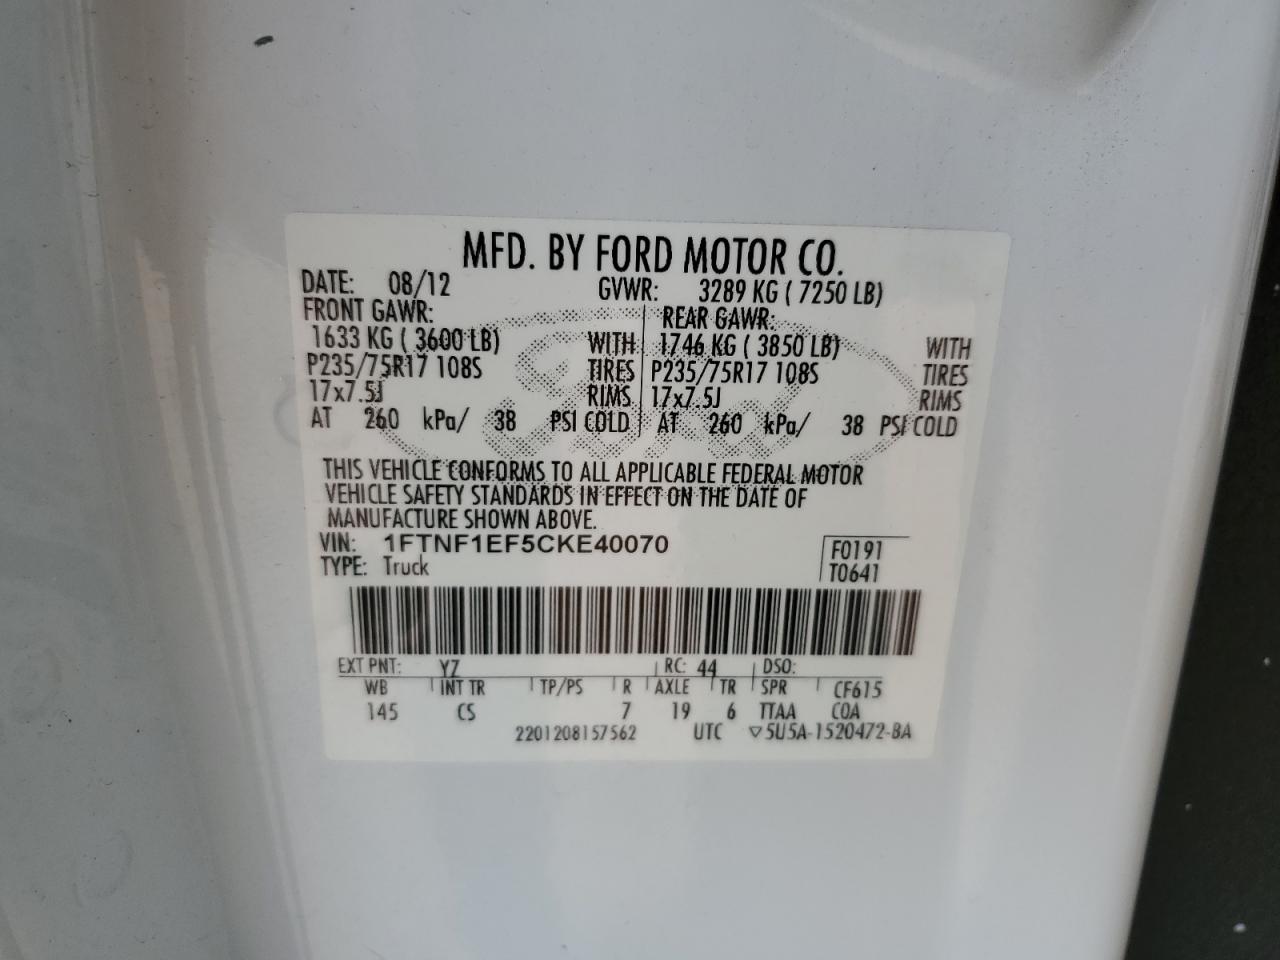 MFD. BY FORD MOTOR CO.
DATE: 08/12 GVWR: 3289 KG ( 7250 LB)
FRONT GAWR: REAR GAWR:
1633 KG ( 3600 LB) WITH 1746 KG ( 3850 LB) WITH
P235/75R17 108S TIRES P235/75R17 108S TIRES
17x7.5J RIMS 17x7.5J RIMS
AT 260 kPa/ 38 PSI COLD AT 260 kPa/ 38 PSI COLD
THIS VEHICLE CONFORMS TO ALL APPLICABLE FEDERAL MOTOR
VEHICLE SAFETY STANDARDS IN EFFECT ON THE DATE OF
MANUFACTURE SHOWN ABOVE.
VIN: 1FTNF1EF5CKE40070 F0191
TYPE: Truck T0641
EXT PNT: YZ RC: 44 DSO:
WB INT TR TP/PS R AXLE TR SPR CF615
145 CS 7 19 6 TTAA COA
2201208157562 UTC ▽5U5A-1520472-BA